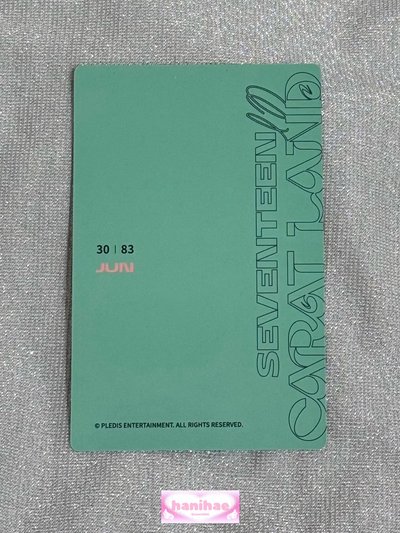 30 | 83
JUN
SEVENTEEN
CARAT LAND
© PLEDIS ENTERTAINMENT. ALL RIGHTS RESERVED.
hanihae